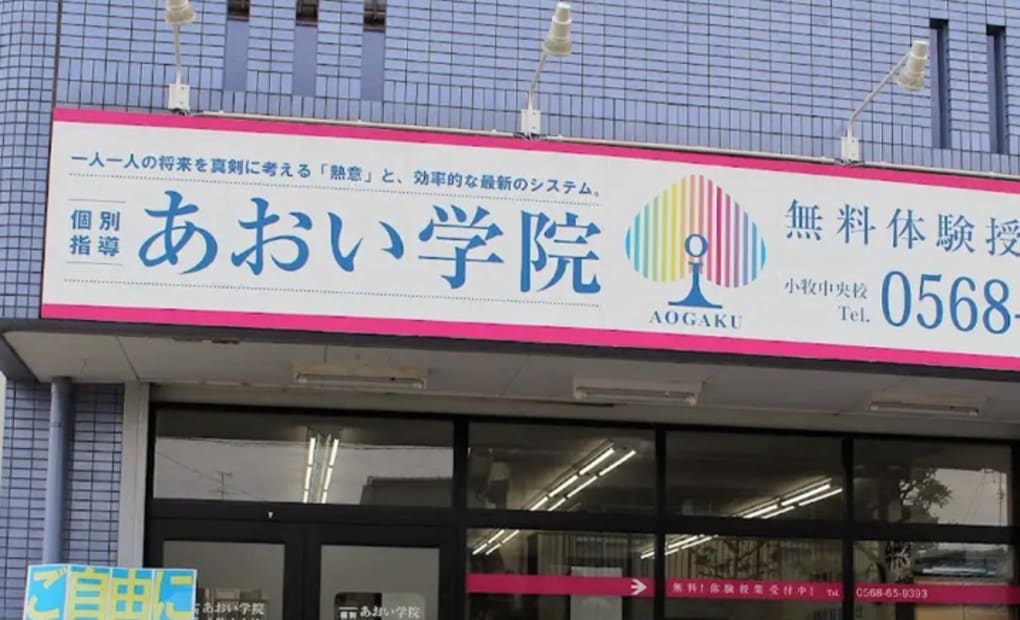 一人一人の将来を真剣に考える「熱意」と、効率的な最新のシステム。
個別
指導
あおい学院
AOGAKU
無料体験授
小牧中央校
Tel.
0568-
無料!体験授業受付中! Tel. 0568-65-9393
ご自由に
あおい学院
個別 あおい学院